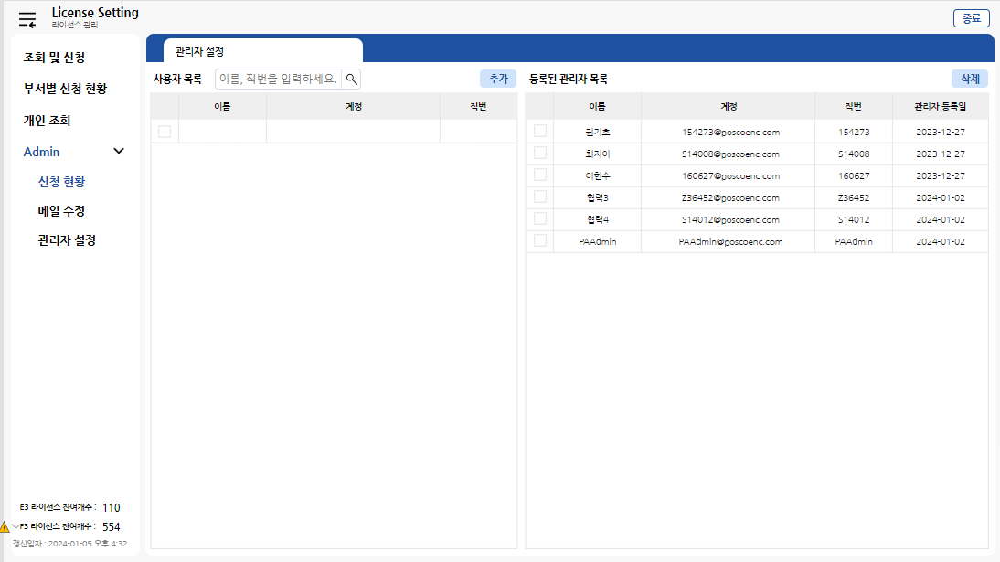 License Setting
라이선스 관리
종료
조회 및 신청
부서별 신청 현황
개인 조회
Admin
신청 현황
메일 수정
관리자 설정
E3 라이선스 잔여개수 : 110
F3 라이선스 잔여개수 : 554
갱신일자 : 2024-01-05 오후 4:32
관리자 설정
사용자 목록 이름, 직번을 입력하세요. 추가
이름 계정 직번
등록된 관리자 목록 삭제
이름 계정 직번 관리자 등록일
권기호 154273@poscoenc.com 154273 2023-12-27
최지이 S14008@poscoenc.com S14008 2023-12-27
이현수 160627@poscoenc.com 160627 2023-12-27
협력3 Z36452@poscoenc.com Z36452 2024-01-02
협력4 S14012@poscoenc.com S14012 2024-01-02
PAAdmin PAAdmin@poscoenc.com PAAdmin 2024-01-02